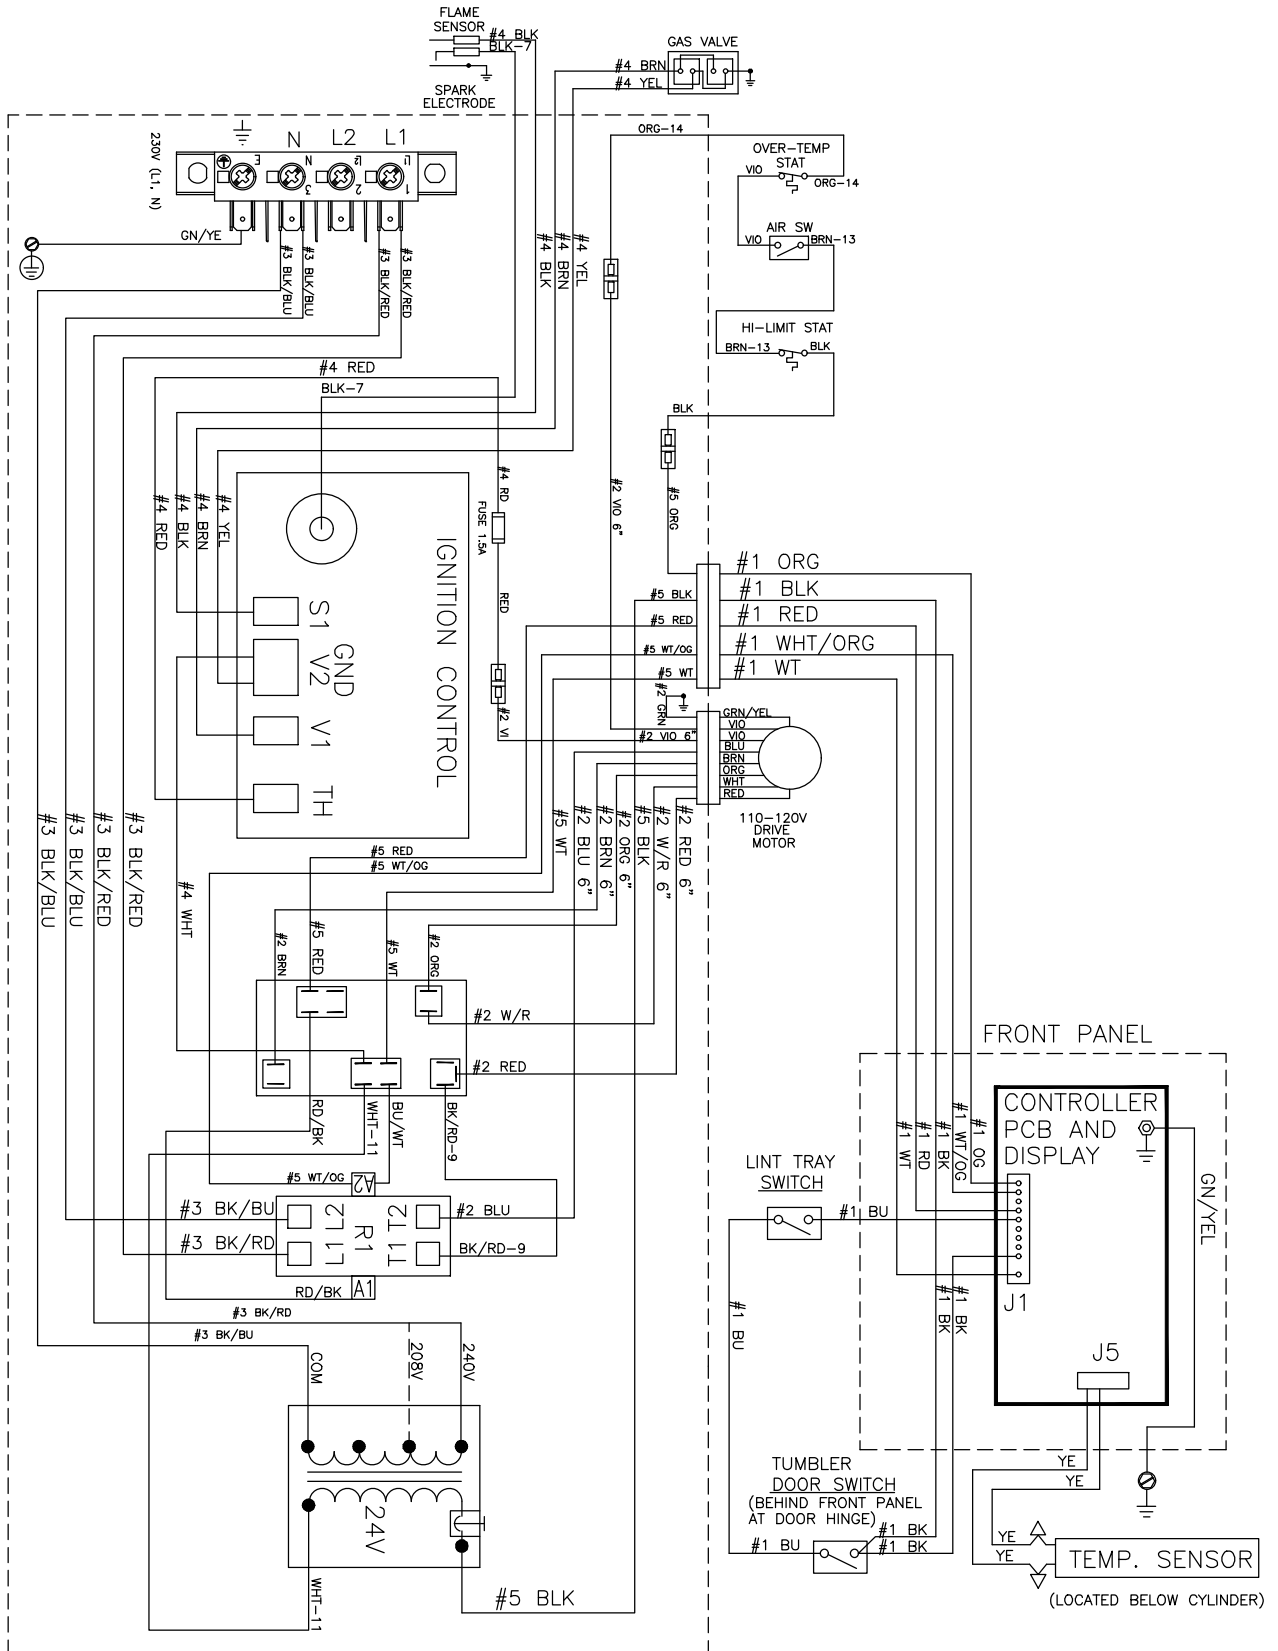 FLAME
SENSOR
#4 BLK
BLK-7
SPARK
ELECTRODE
GAS VALVE
#4 BRN
#4 YEL
ORG-14
OVER-TEMP
STAT
VIO
ORG-14
AIR SW
VIO
BRN-13
HI-LIMIT STAT
BRN-13
BLK
BLK
230V (L1, N)
N
L2
L1
E
N
L2
L1
3
2
1
GN/YE
#3 BLK/BLU
#3 BLK/BLU
#3 BLK/RED
#3 BLK/RED
#4 BLK
#4 BRN
#4 YEL
#4 RED
BLK-7
#4 RED
#4 BLK
#4 BRN
#4 YEL
#4 RD
FUSE 1.5A
RED
#2 VI
#2 VIO 6"
#5 ORG
IGNITION CONTROL
S1
GND
V2
V1
TH
#1 ORG
#5 BLK
#1 BLK
#5 RED
#1 RED
#5 WT/OG
#1 WHT/ORG
#5 WT
#1 WT
#2 GRN
GRN/YEL
VIO
#2 VIO 6"
VIO
BLU
BRN
ORG
WHT
RED
110-120V
DRIVE
MOTOR
#3 BLK/BLU
#3 BLK/BLU
#3 BLK/RED
#3 BLK/RED
#4 WHT
#5 RED
#5 WT/OG
#5 WT
#2 BLU 6"
#2 BRN 6"
#2 ORG 6"
#5 BLK
#2 W/R 6"
#2 RED 6"
#2 BRN
#5 RED
#5 WT
#2 ORG
#2 W/R
#2 RED
RD/BK
WHT-11
BU/WT
BK/RD-9
#5 WT/OG
A2
#3 BK/BU
2L2
2T2
#2 BLU
R1
#3 BK/RD
1L1
1T1
BK/RD-9
RD/BK
A1
#3 BK/RD
#3 BK/BU
COM
208V
240V
24V
WHT-11
#5 BLK
FRONT PANEL
CONTROLLER
PCB AND
DISPLAY
#1 WT
#1 RD
#1 BK
#1 WT/OG
#1 OG
GN/YEL
LINT TRAY
SWITCH
#1 BU
#1 BU
#1 BK
#1 BK
J1
J5
TUMBLER
DOOR SWITCH
(BEHIND FRONT PANEL
AT DOOR HINGE)
#1 BU
#1 BK
#1 BK
YE
YE
YE
YE
TEMP. SENSOR
(LOCATED BELOW CYLINDER)